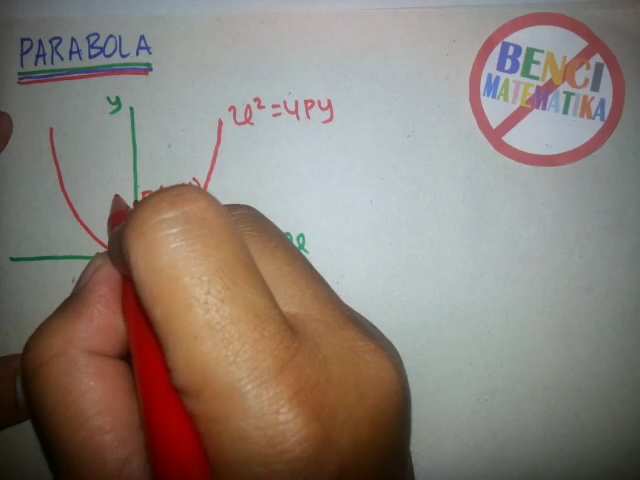 PARABOLA
BENCI
MATEMATIKA
y
x² = 4Py
x